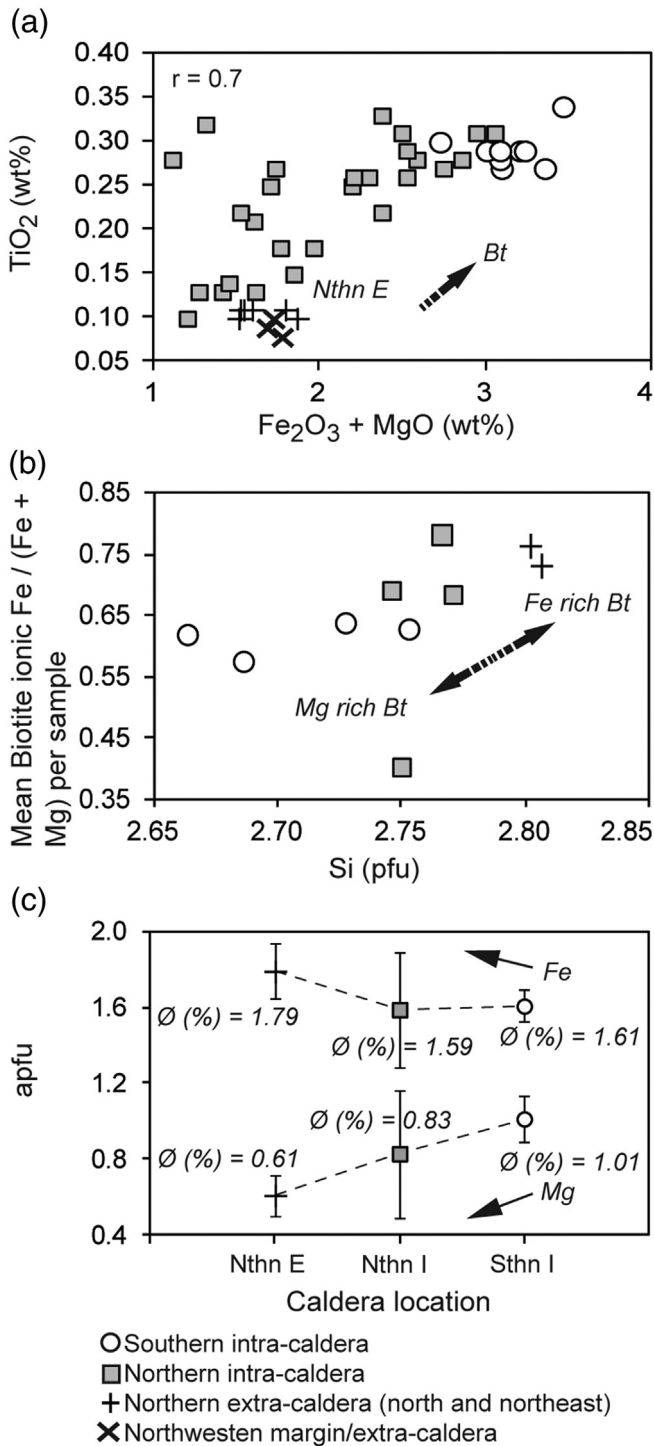 (a)
0.40
0.35
0.30
0.25
0.20
0.15
0.10
0.05
TiO2 (wt%)
r = 0.7
Nthn E
Bt
1 2 3 4
Fe2O3 + MgO (wt%)
(b)
0.85
0.75
0.65
0.55
0.45
0.35
Mean Biotite ionic Fe / (Fe +
Mg) per sample
Fe rich Bt
Mg rich Bt
2.65 2.70 2.75 2.80 2.85
Si (pfu)
(c)
2.0
1.6
1.2
0.8
0.4
apfu
Fe
Ø (%) = 1.79
Ø (%) = 1.59
Ø (%) = 1.61
Ø (%) = 0.83
Ø (%) = 0.61
Ø (%) = 1.01
Mg
Nthn E Nthn I Sthn I
Caldera location
Southern intra-caldera
Northern intra-caldera
Northern extra-caldera (north and northeast)
Northwesten margin/extra-caldera